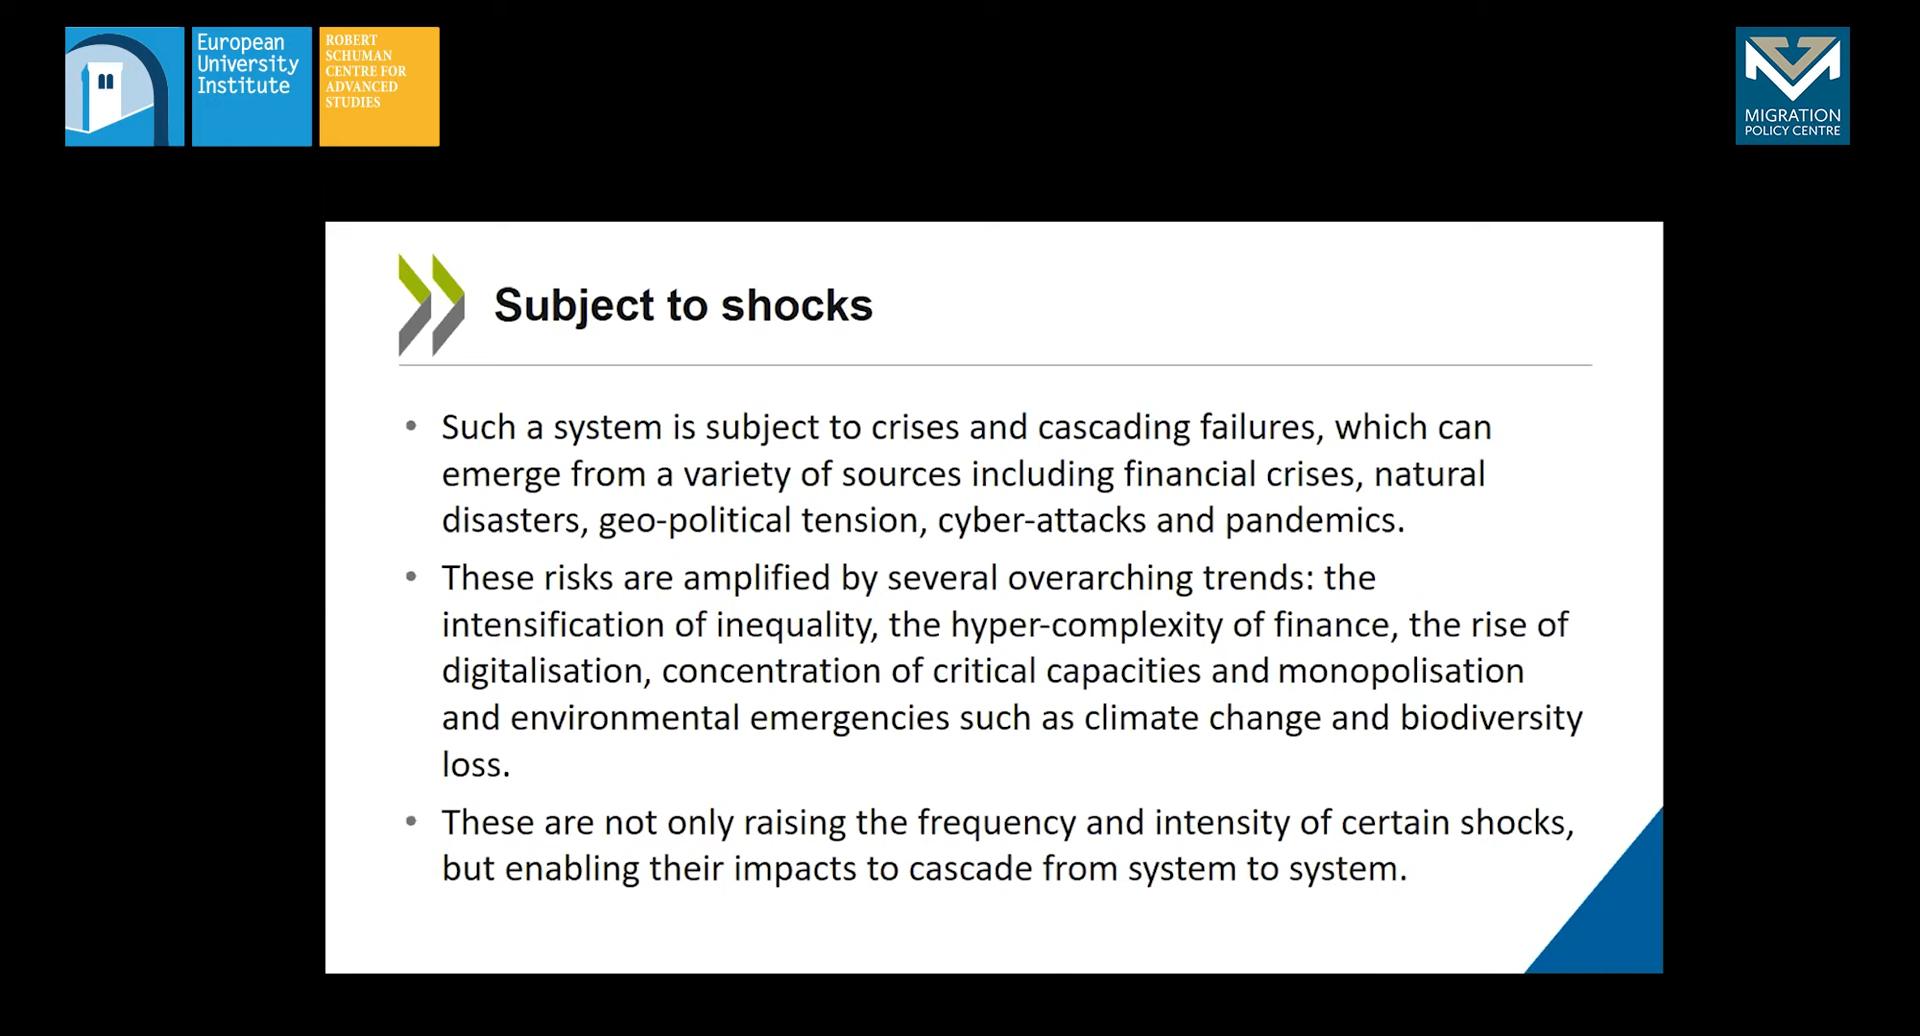 European
University
Institute
ROBERT
SCHUMAN
CENTRE FOR
ADVANCED
STUDIES
MIGRATION
POLICY CENTRE
Subject to shocks
• Such a system is subject to crises and cascading failures, which can
emerge from a variety of sources including financial crises, natural
disasters, geo-political tension, cyber-attacks and pandemics.
• These risks are amplified by several overarching trends: the
intensification of inequality, the hyper-complexity of finance, the rise of
digitalisation, concentration of critical capacities and monopolisation
and environmental emergencies such as climate change and biodiversity
loss.
• These are not only raising the frequency and intensity of certain shocks,
but enabling their impacts to cascade from system to system.